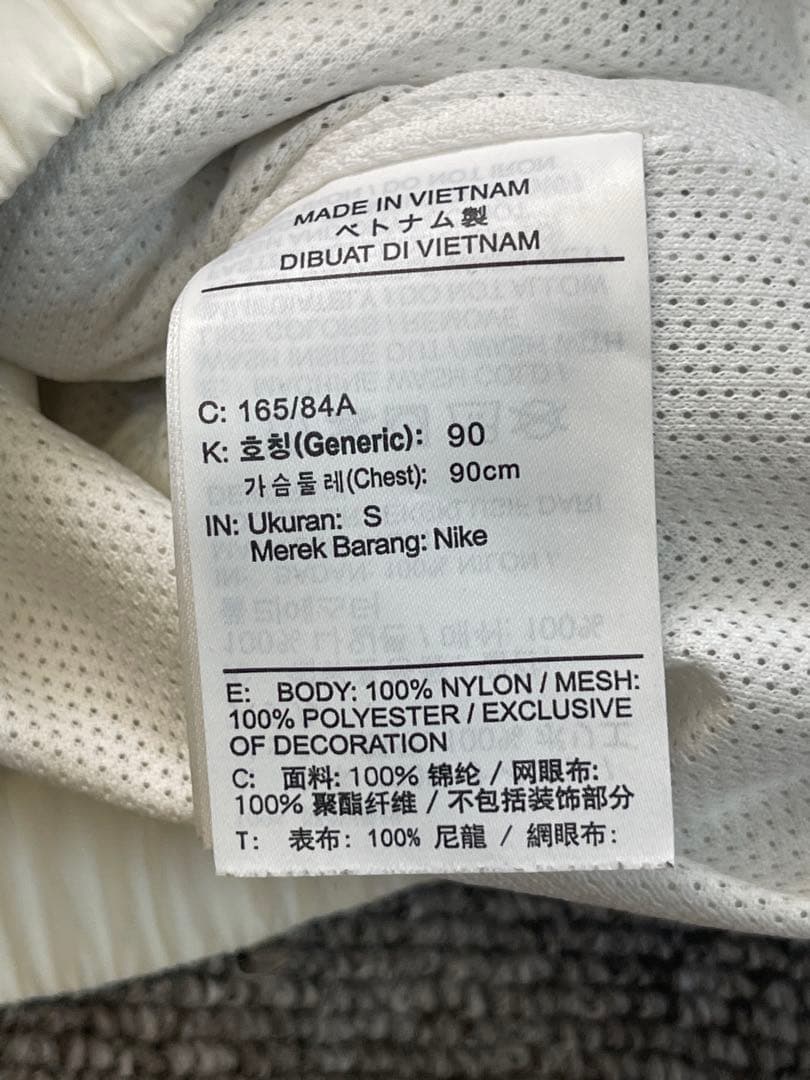 MADE IN VIETNAM
ベトナム製
DIBUAT DI VIETNAM
C: 165/84A
K: 호칭(Generic): 90
가슴둘레(Chest): 90cm
IN: Ukuran: S
Merek Barang: Nike
E: BODY: 100% NYLON / MESH:
100% POLYESTER / EXCLUSIVE
OF DECORATION
C: 面料: 100% 锦纶 / 网眼布:
100% 聚酯纤维 / 不包括装饰部分
T: 表布: 100% 尼龍 / 網眼布: